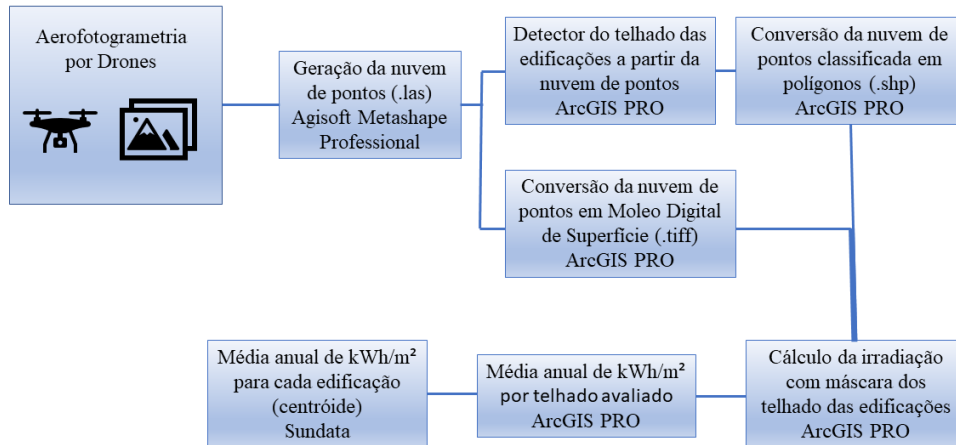 Aerofotogrametria
por Drones
Geração da nuvem
de pontos (.las)
Agisoft Metashape
Professional
Detector do telhado das
edificações a partir da
nuvem de pontos
ArcGIS PRO
Conversão da nuvem de
pontos classificada em
polígonos (.shp)
ArcGIS PRO
Conversão da nuvem de
pontos em Moleo Digital
de Superfície (.tiff)
ArcGIS PRO
Média anual de kWh/m²
para cada edificação
(centróide)
Sundata
Média anual de kWh/m²
por telhado avaliado
ArcGIS PRO
Cálculo da irradiação
com máscara dos
telhado das edificações
ArcGIS PRO